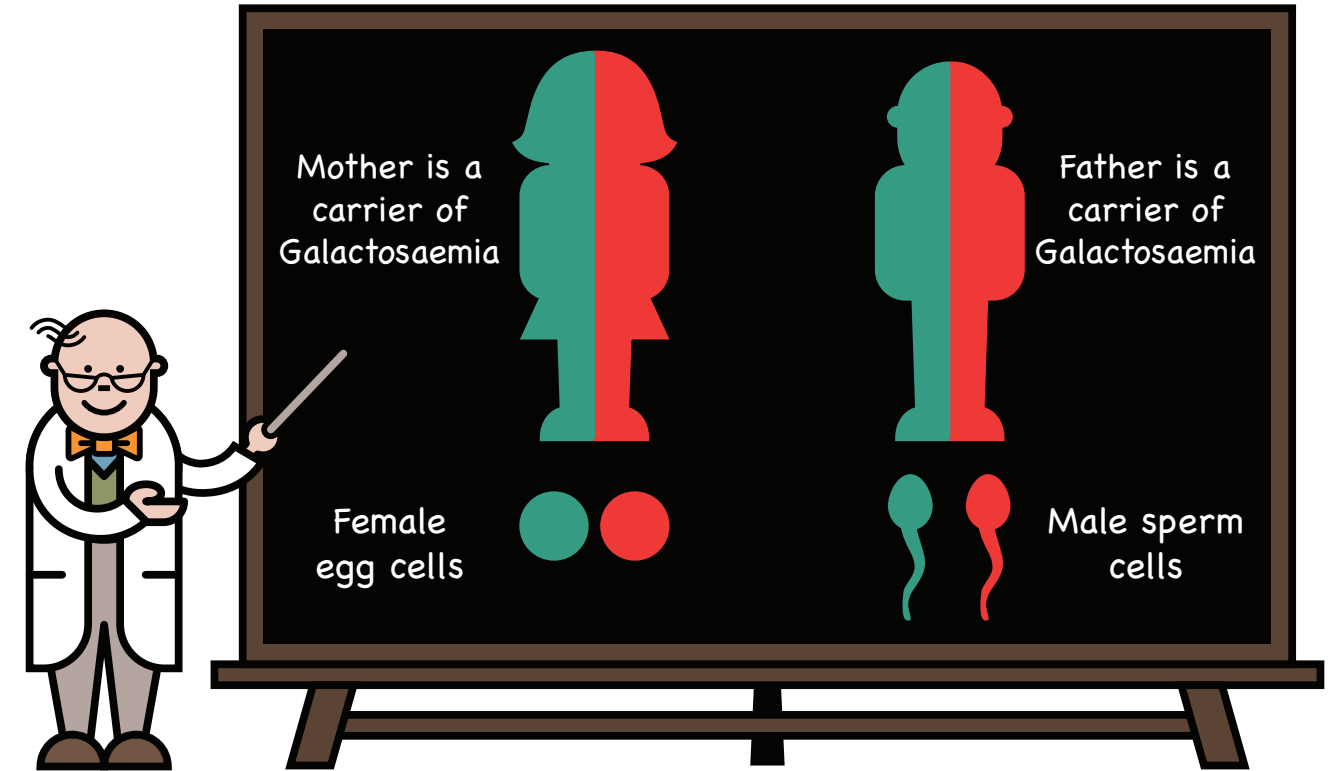 Mother is a
carrier of
Galactosaemia
Father is a
carrier of
Galactosaemia
Female
egg cells
Male sperm
cells